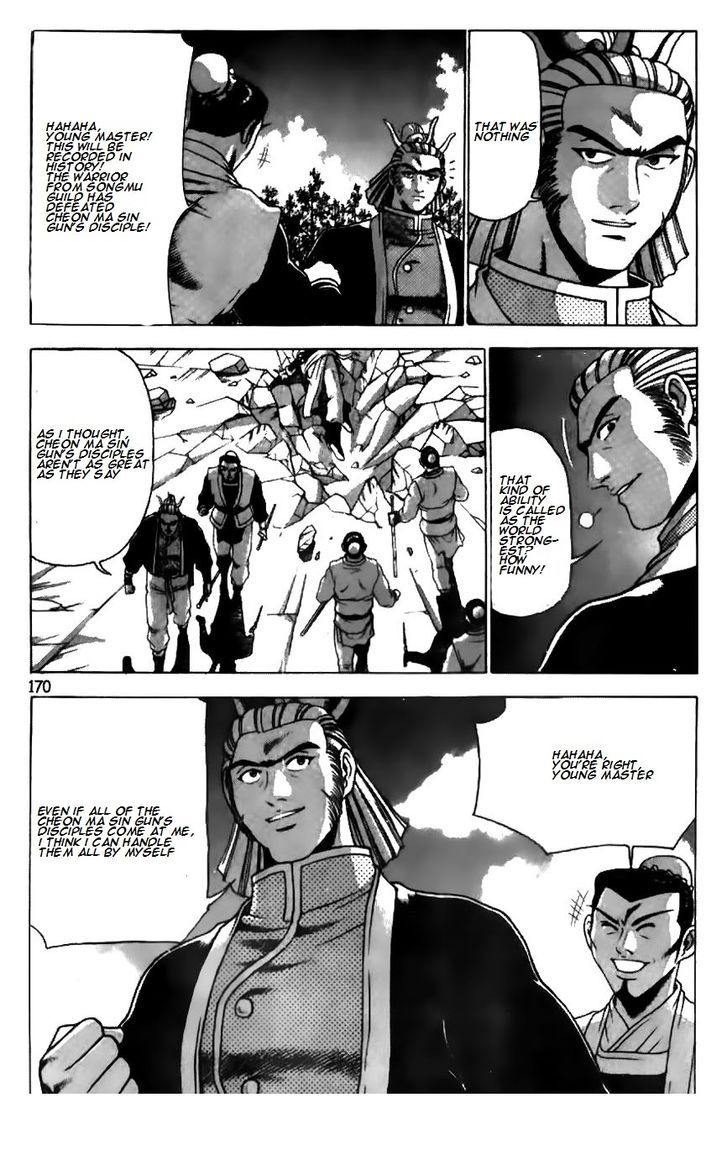 HAHAHA,
YOUNG MASTER!
THIS WILL BE
RECORDED IN
HISTORY!
THE WARRIOR
FROM SONGMU
GUILD HAS
DEFEATED
CHEON MA SIN
GUN'S DISCIPLE!
THAT WAS
NOTHING
AS I THOUGHT,
CHEON MA SIN
GUN'S DISCIPLES
AREN'T AS GREAT
AS THEY SAY
THAT
KIND OF
ABILITY
IS CALLED
AS THE
WORLD
STRONG-
EST?
HOW
FUNNY!
170
EVEN IF ALL OF THE
CHEON MA SIN GUN'S
DISCIPLES COME AT ME,
I THINK I CAN HANDLE
THEM ALL BY MYSELF
HAHAHA,
YOU'RE RIGHT,
YOUNG MASTER